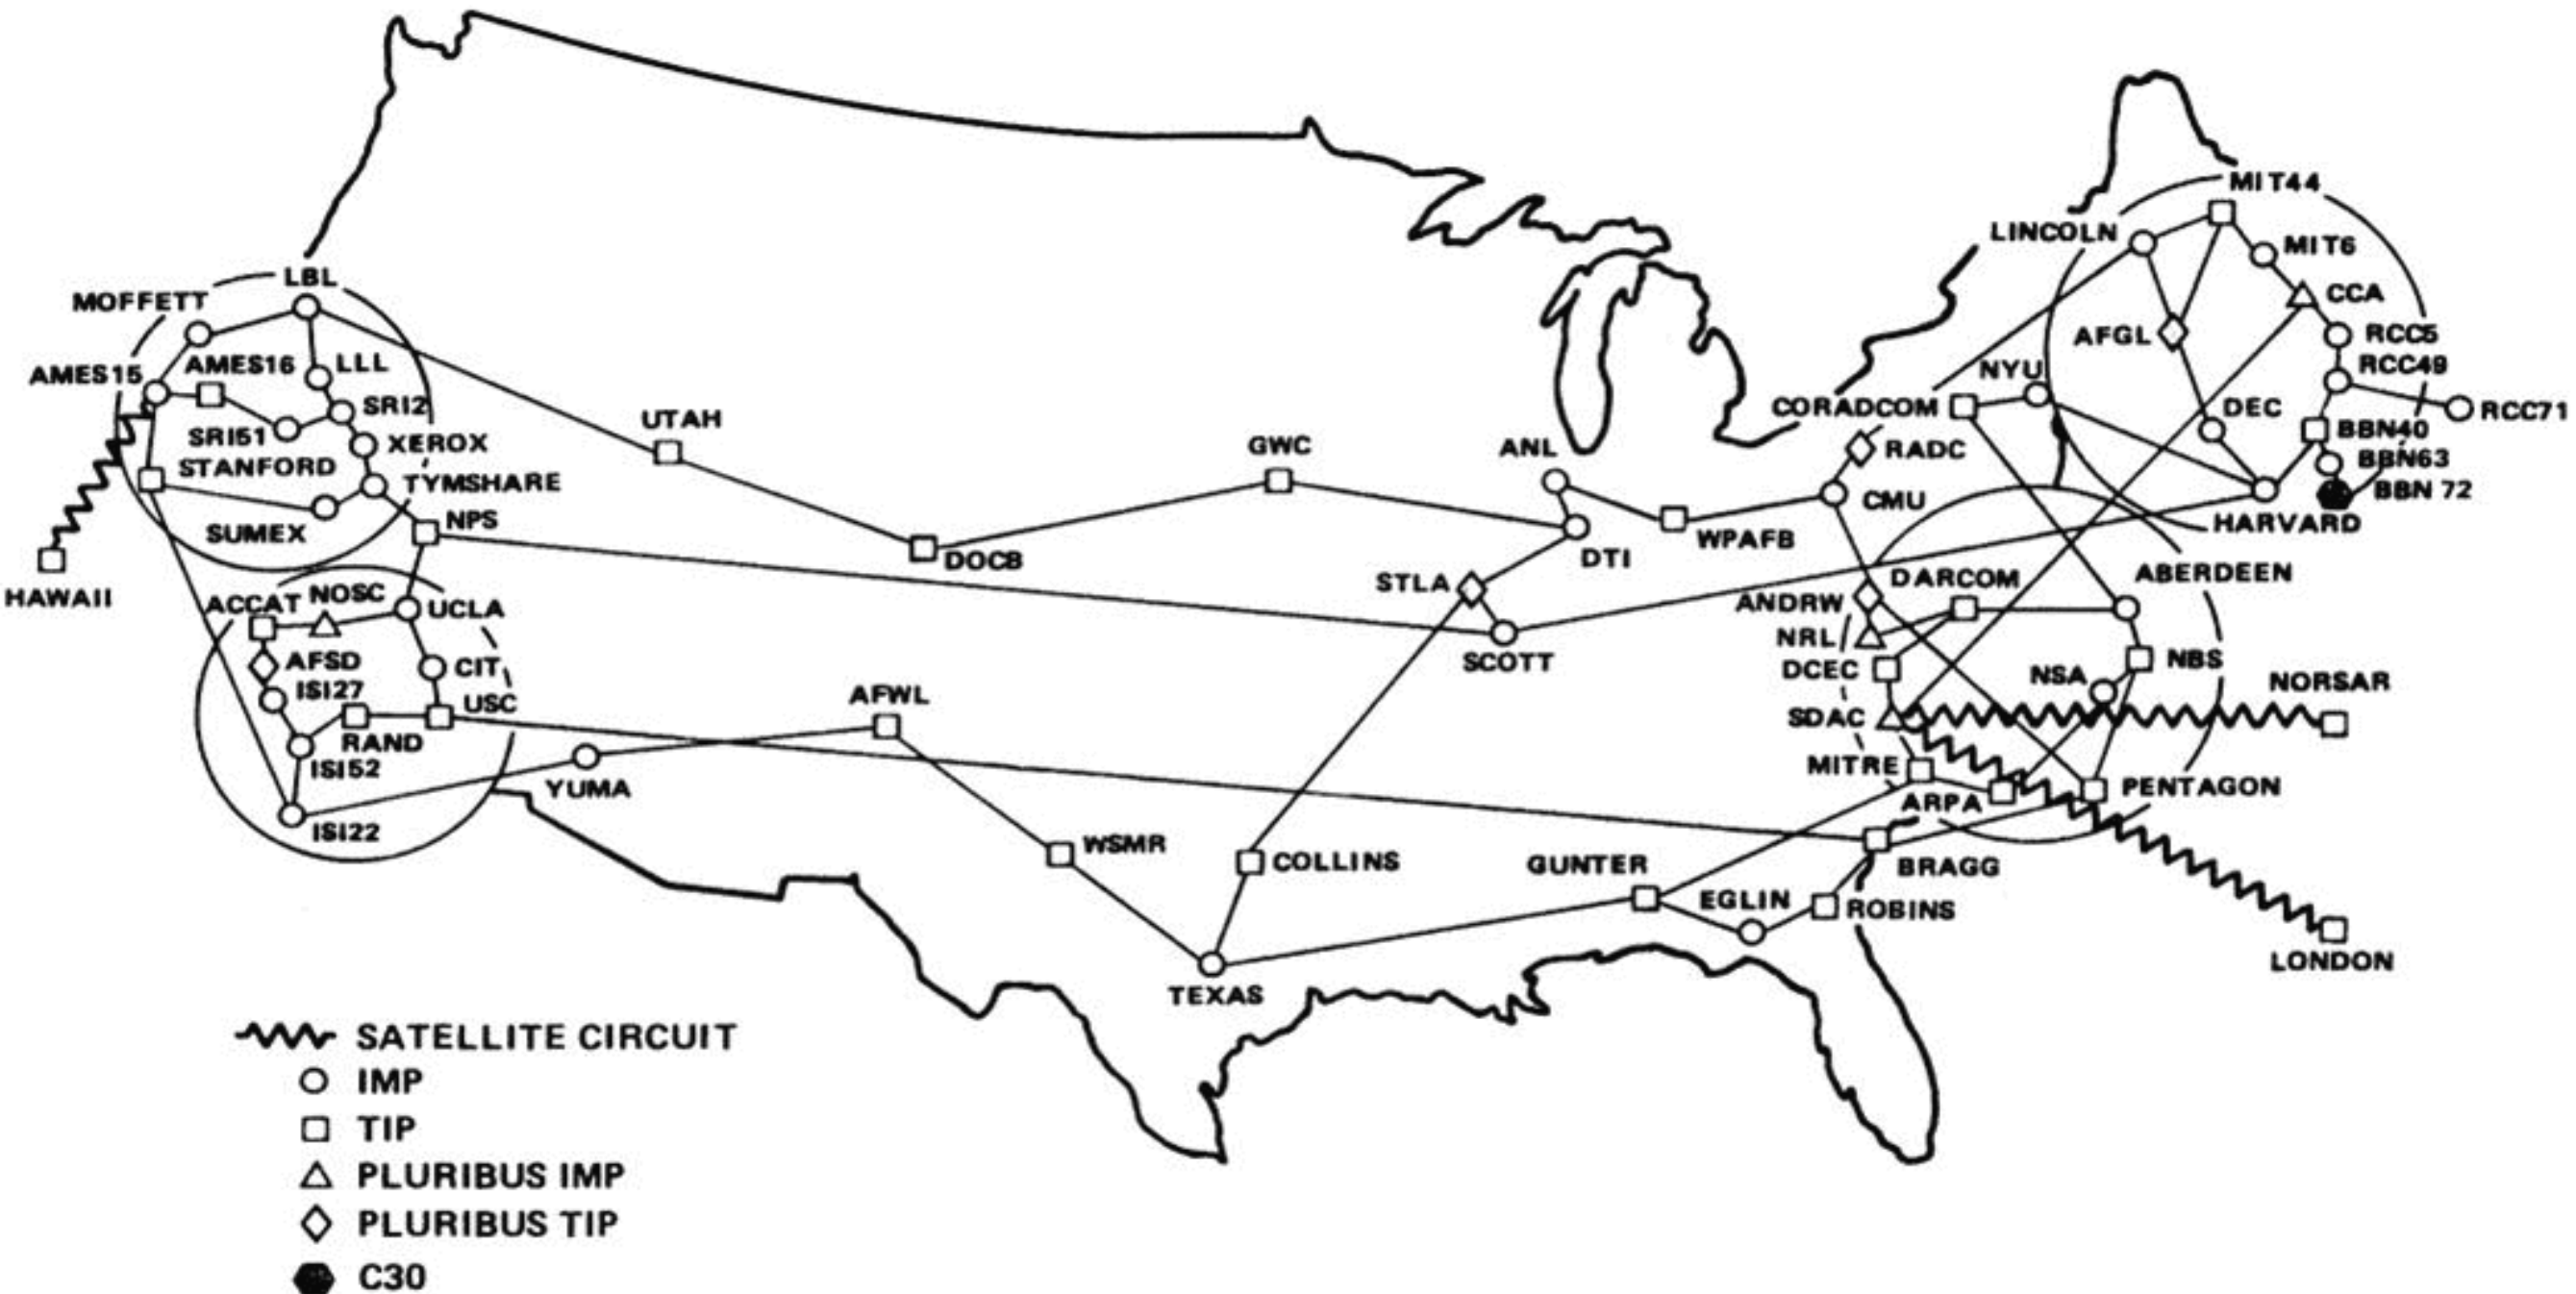 MIT44
LINCOLN
MIT6
LBL
MOFFETT
CCA
AFGL
RCC5
AMES16
LLL
AMES15
RCC49
NYU
SRI2
CORADCOM
DEC
RCC71
UTAH
SRI51
XEROX
BBN40
GWC
ANL
RADC
BBN63
STANFORD
TYMSHARE
BBN 72
CMU
NPS
HARVARD
SUMEX
WPAFB
DOCB
DTI
HAWAII
STLA
DARCOM
ABERDEEN
ACCAT
NOSC
UCLA
ANDRW
NRL
SCOTT
AFSD
CIT
DCEC
NBS
NSA
NORSAR
ISI27
USC
AFWL
SDAC
RAND
ISI52
MITRE
YUMA
PENTAGON
ARPA
ISI22
WSMR
COLLINS
GUNTER
BRAGG
EGLIN
ROBINS
LONDON
TEXAS
SATELLITE CIRCUIT
IMP
TIP
PLURIBUS IMP
PLURIBUS TIP
C30